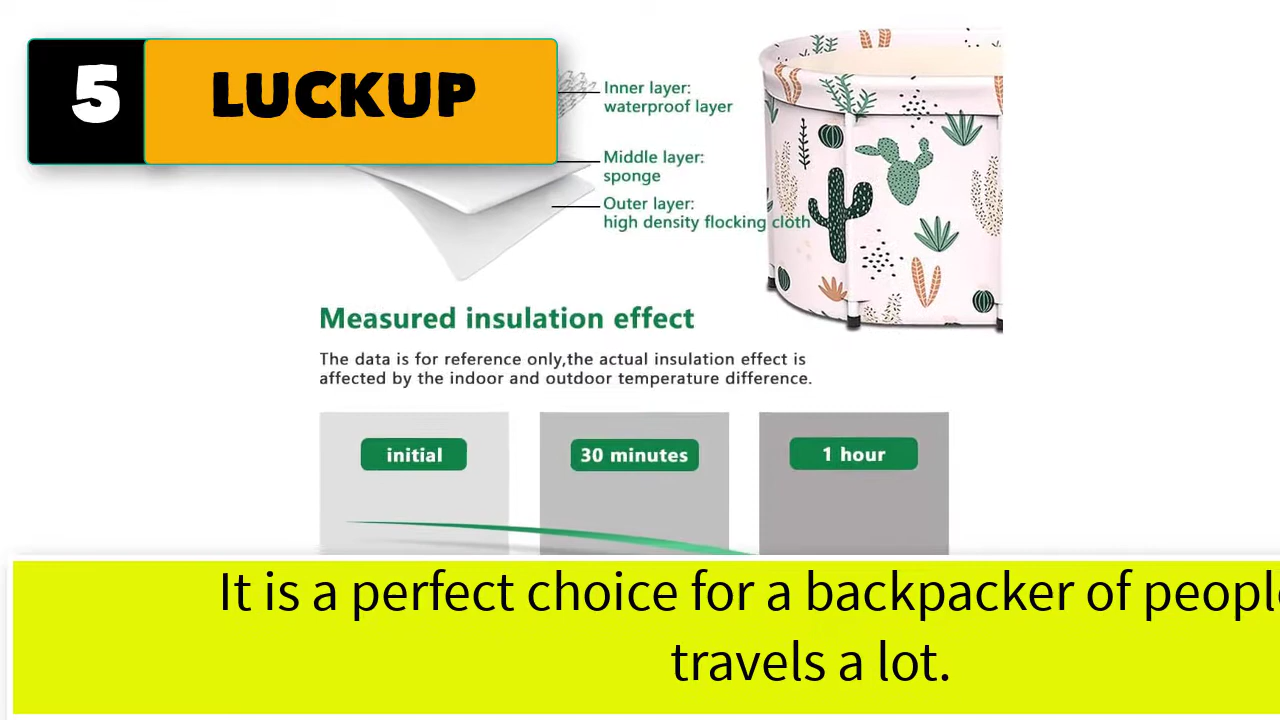 5 LUCKUP
Inner layer:
waterproof layer
Middle layer:
sponge
Outer layer:
high density flocking cloth
Measured insulation effect
The data is for reference only,the actual insulation effect is
affected by the indoor and outdoor temperature difference.
initial
30 minutes
1 hour
It is a perfect choice for a backpacker of
travels a lot.